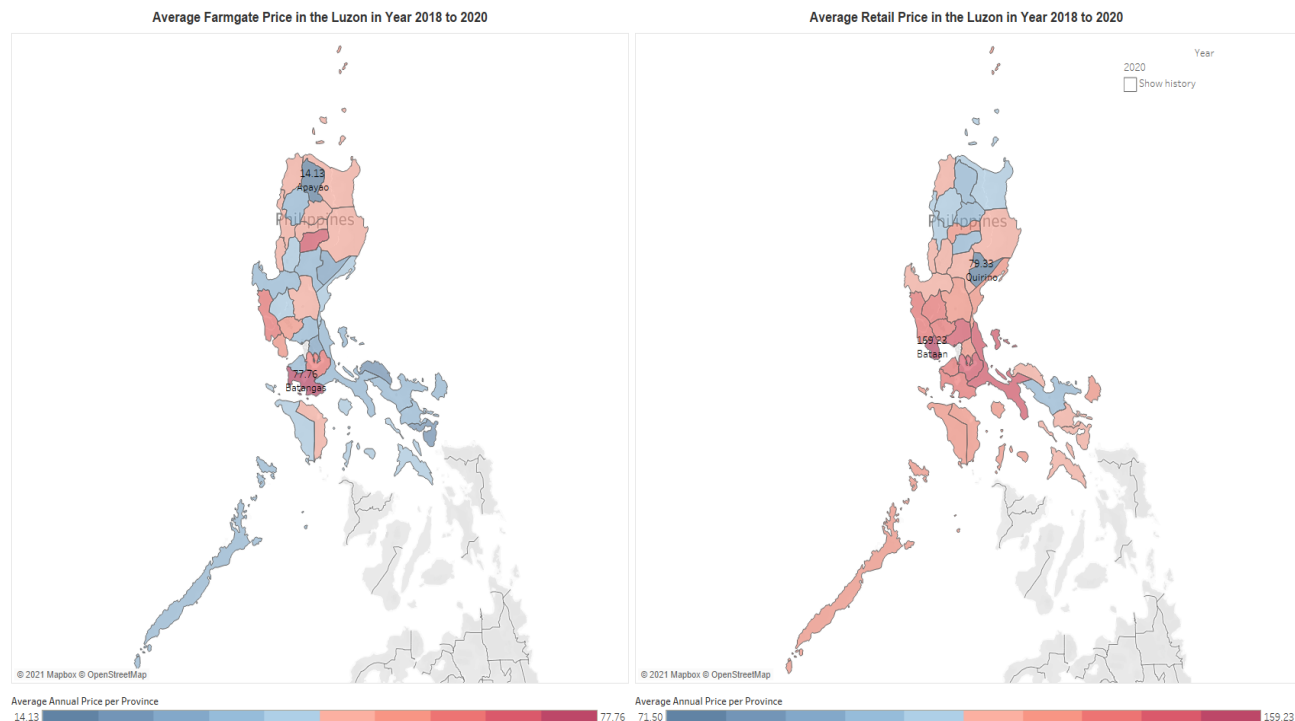 Average Farmgate Price in the Luzon in Year 2018 to 2020
14.13
Apayao
Philippines
77.76
Batangas
© 2021 Mapbox © OpenStreetMap
Average Annual Price per Province
14.13
77.76
Average Retail Price in the Luzon in Year 2018 to 2020
Year
2020
Show history
Philippines
79.33
Quirino
159.23
Bataan
© 2021 Mapbox © OpenStreetMap
Average Annual Price per Province
71.50
159.23